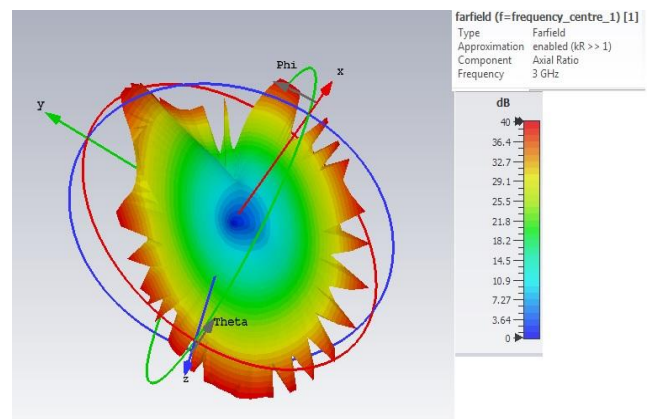 farfield (f=frequency_centre_1) [1]
Type Farfield
Approximation enabled (kR >> 1)
Component Axial Ratio
Frequency 3 GHz
Phi
x
y
Theta
z
dB
40
36.4
32.7
29.1
25.5
21.8
18.2
14.5
10.9
7.27
3.64
0